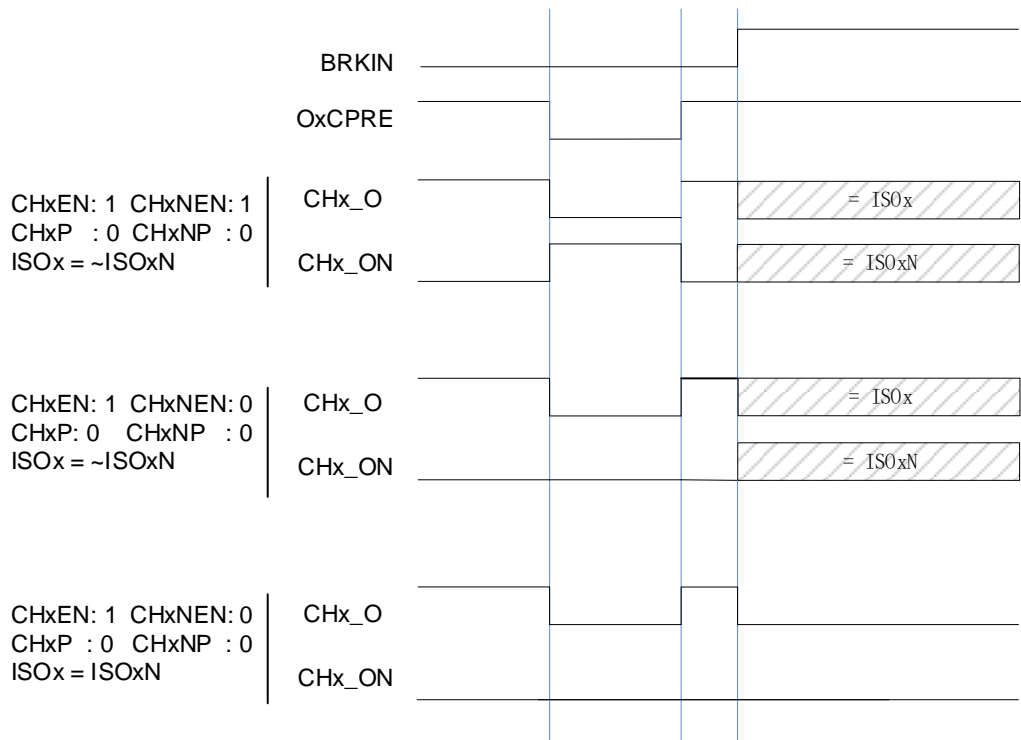 BRKIN
OxCPRE
CHxEN: 1 CHxNEN: 1
CHxP : 0 CHxNP : 0
ISOx = ~ISOxN
CHx_O
= ISOx
CHx_ON
= ISOxN
CHxEN: 1 CHxNEN: 0
CHxP: 0 CHxNP : 0
ISOx = ~ISOxN
CHx_O
= ISOx
CHx_ON
= ISOxN
CHxEN: 1 CHxNEN: 0
CHxP : 0 CHxNP : 0
ISOx = ISOxN
CHx_O
CHx_ON